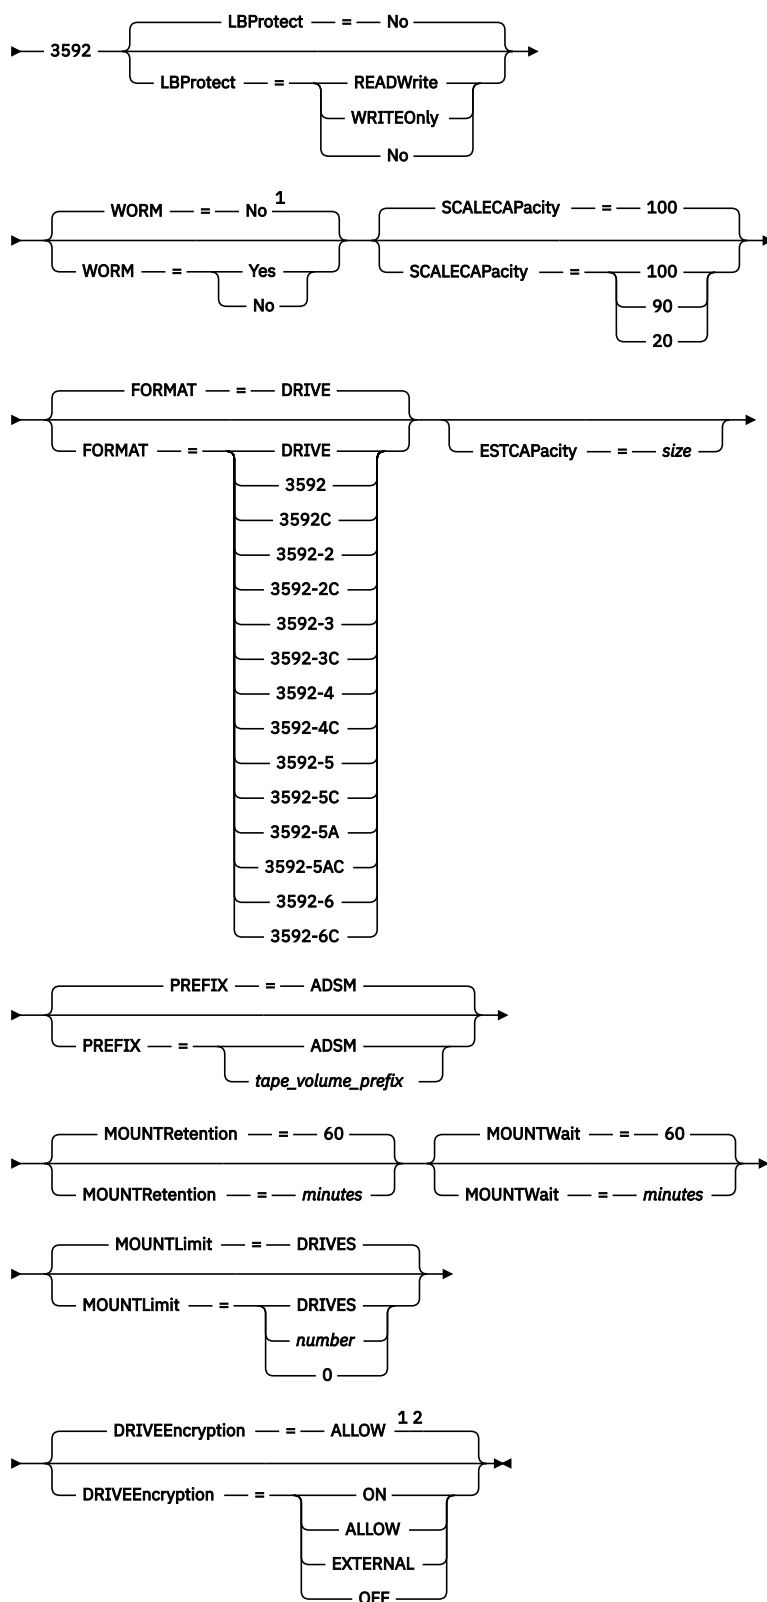 LBProtect = No
3592
LBProtect = READWrite
WRITEOnly
No
WORM = No 1 SCALECAPacity = 100
WORM = Yes SCALECAPacity = 100
No 90
20
FORMAT = DRIVE
FORMAT = DRIVE ESTCAPacity = size
3592
3592C
3592-2
3592-2C
3592-3
3592-3C
3592-4
3592-4C
3592-5
3592-5C
3592-5A
3592-5AC
3592-6
3592-6C
PREFIX = ADSM
PREFIX = ADSM
tape_volume_prefix
MOUNTRetention = 60 MOUNTWait = 60
MOUNTRetention = minutes MOUNTWait = minutes
MOUNTLimit = DRIVES
MOUNTLimit = DRIVES
number
0
DRIVEEncryption = ALLOW 1 2
DRIVEEncryption = ON
ALLOW
EXTERNAL
OFF